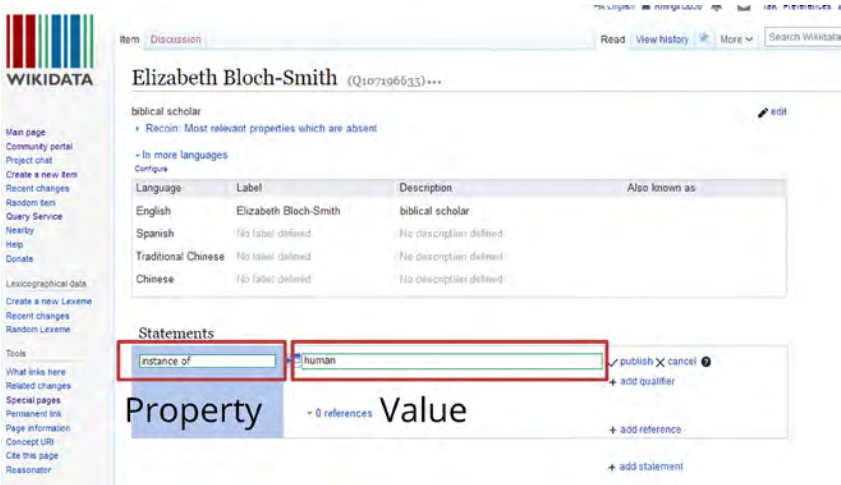 English
Talk Preferences
Item Discussion
Read View history More
Search Wikidata
WIKIDATA
Elizabeth Bloch-Smith (Q107196635)
biblical scholar
edit
Recoin: Most relevant properties which are absent
In more languages
Configure
Language Label Description Also known as
English Elizabeth Bloch-Smith biblical scholar
Spanish No label defined No description defined
Traditional Chinese No label defined No description defined
Chinese No label defined No description defined
Main page
Community portal
Project chat
Create a new Item
Recent changes
Random item
Query Service
Nearby
Help
Donate
Lexicographical data
Create a new Lexeme
Recent changes
Random Lexeme
Tools
What links here
Related changes
Special pages
Permanent link
Page information
Concept URI
Cite this page
Reasonator
Statements
instance of
human
publish cancel
+ add qualifier
Property
0 references
Value
+ add reference
+ add statement